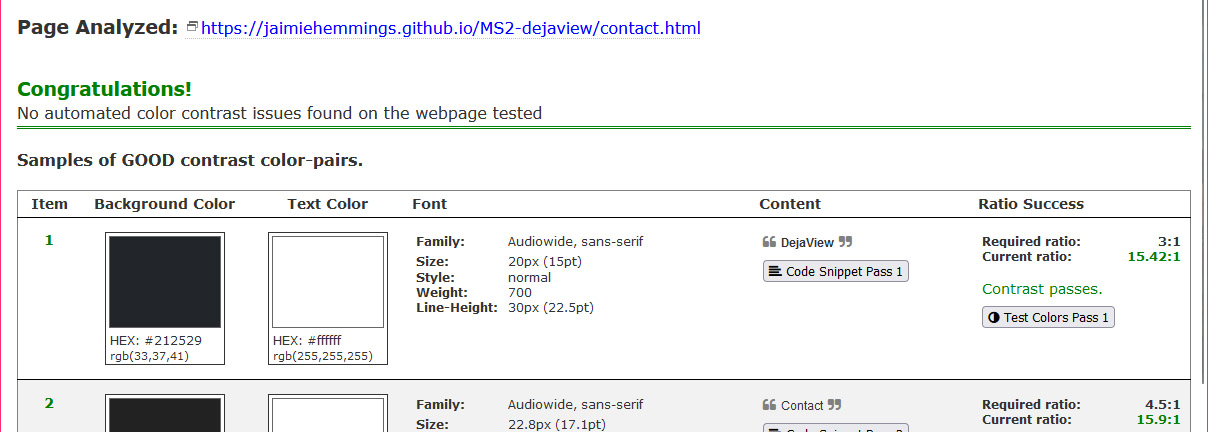 Page Analyzed: https://jaimiehemmings.github.io/MS2-dejaview/contact.html
Congratulations!
No automated color contrast issues found on the webpage tested
Samples of GOOD contrast color-pairs.
Item Background Color Text Color Font Content Ratio Success
1
HEX: #212529
rgb(33,37,41)
HEX: #ffffff
rgb(255,255,255)
Family: Audiowide, sans-serif
Size: 20px (15pt)
Style: normal
Weight: 700
Line-Height: 30px (22.5pt)
❝ DejaView ❞
Code Snippet Pass 1
Required ratio: 3:1
Current ratio: 15.42:1
Contrast passes.
Test Colors Pass 1
2
Family: Audiowide, sans-serif
Size: 22.8px (17.1pt)
❝ Contact ❞
Required ratio: 4.5:1
Current ratio: 15.9:1